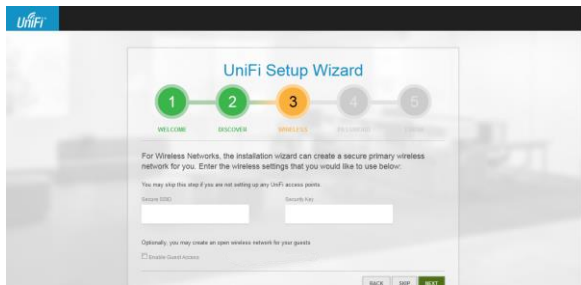 UniFi
UniFi Setup Wizard
1 2 3 4 5
WELCOME DISCOVER WIRELESS PASSWORD
For Wireless Networks, the installation wizard can create a secure primary wireless
network for you. Enter the wireless settings that you would like to use below:
You may skip this step if you are not setting up any UniFi access points.
Secure SSID Security Key
Optionally, you may create an open wireless network for your guests
Enable Guest Access
BACK SKIP NEXT